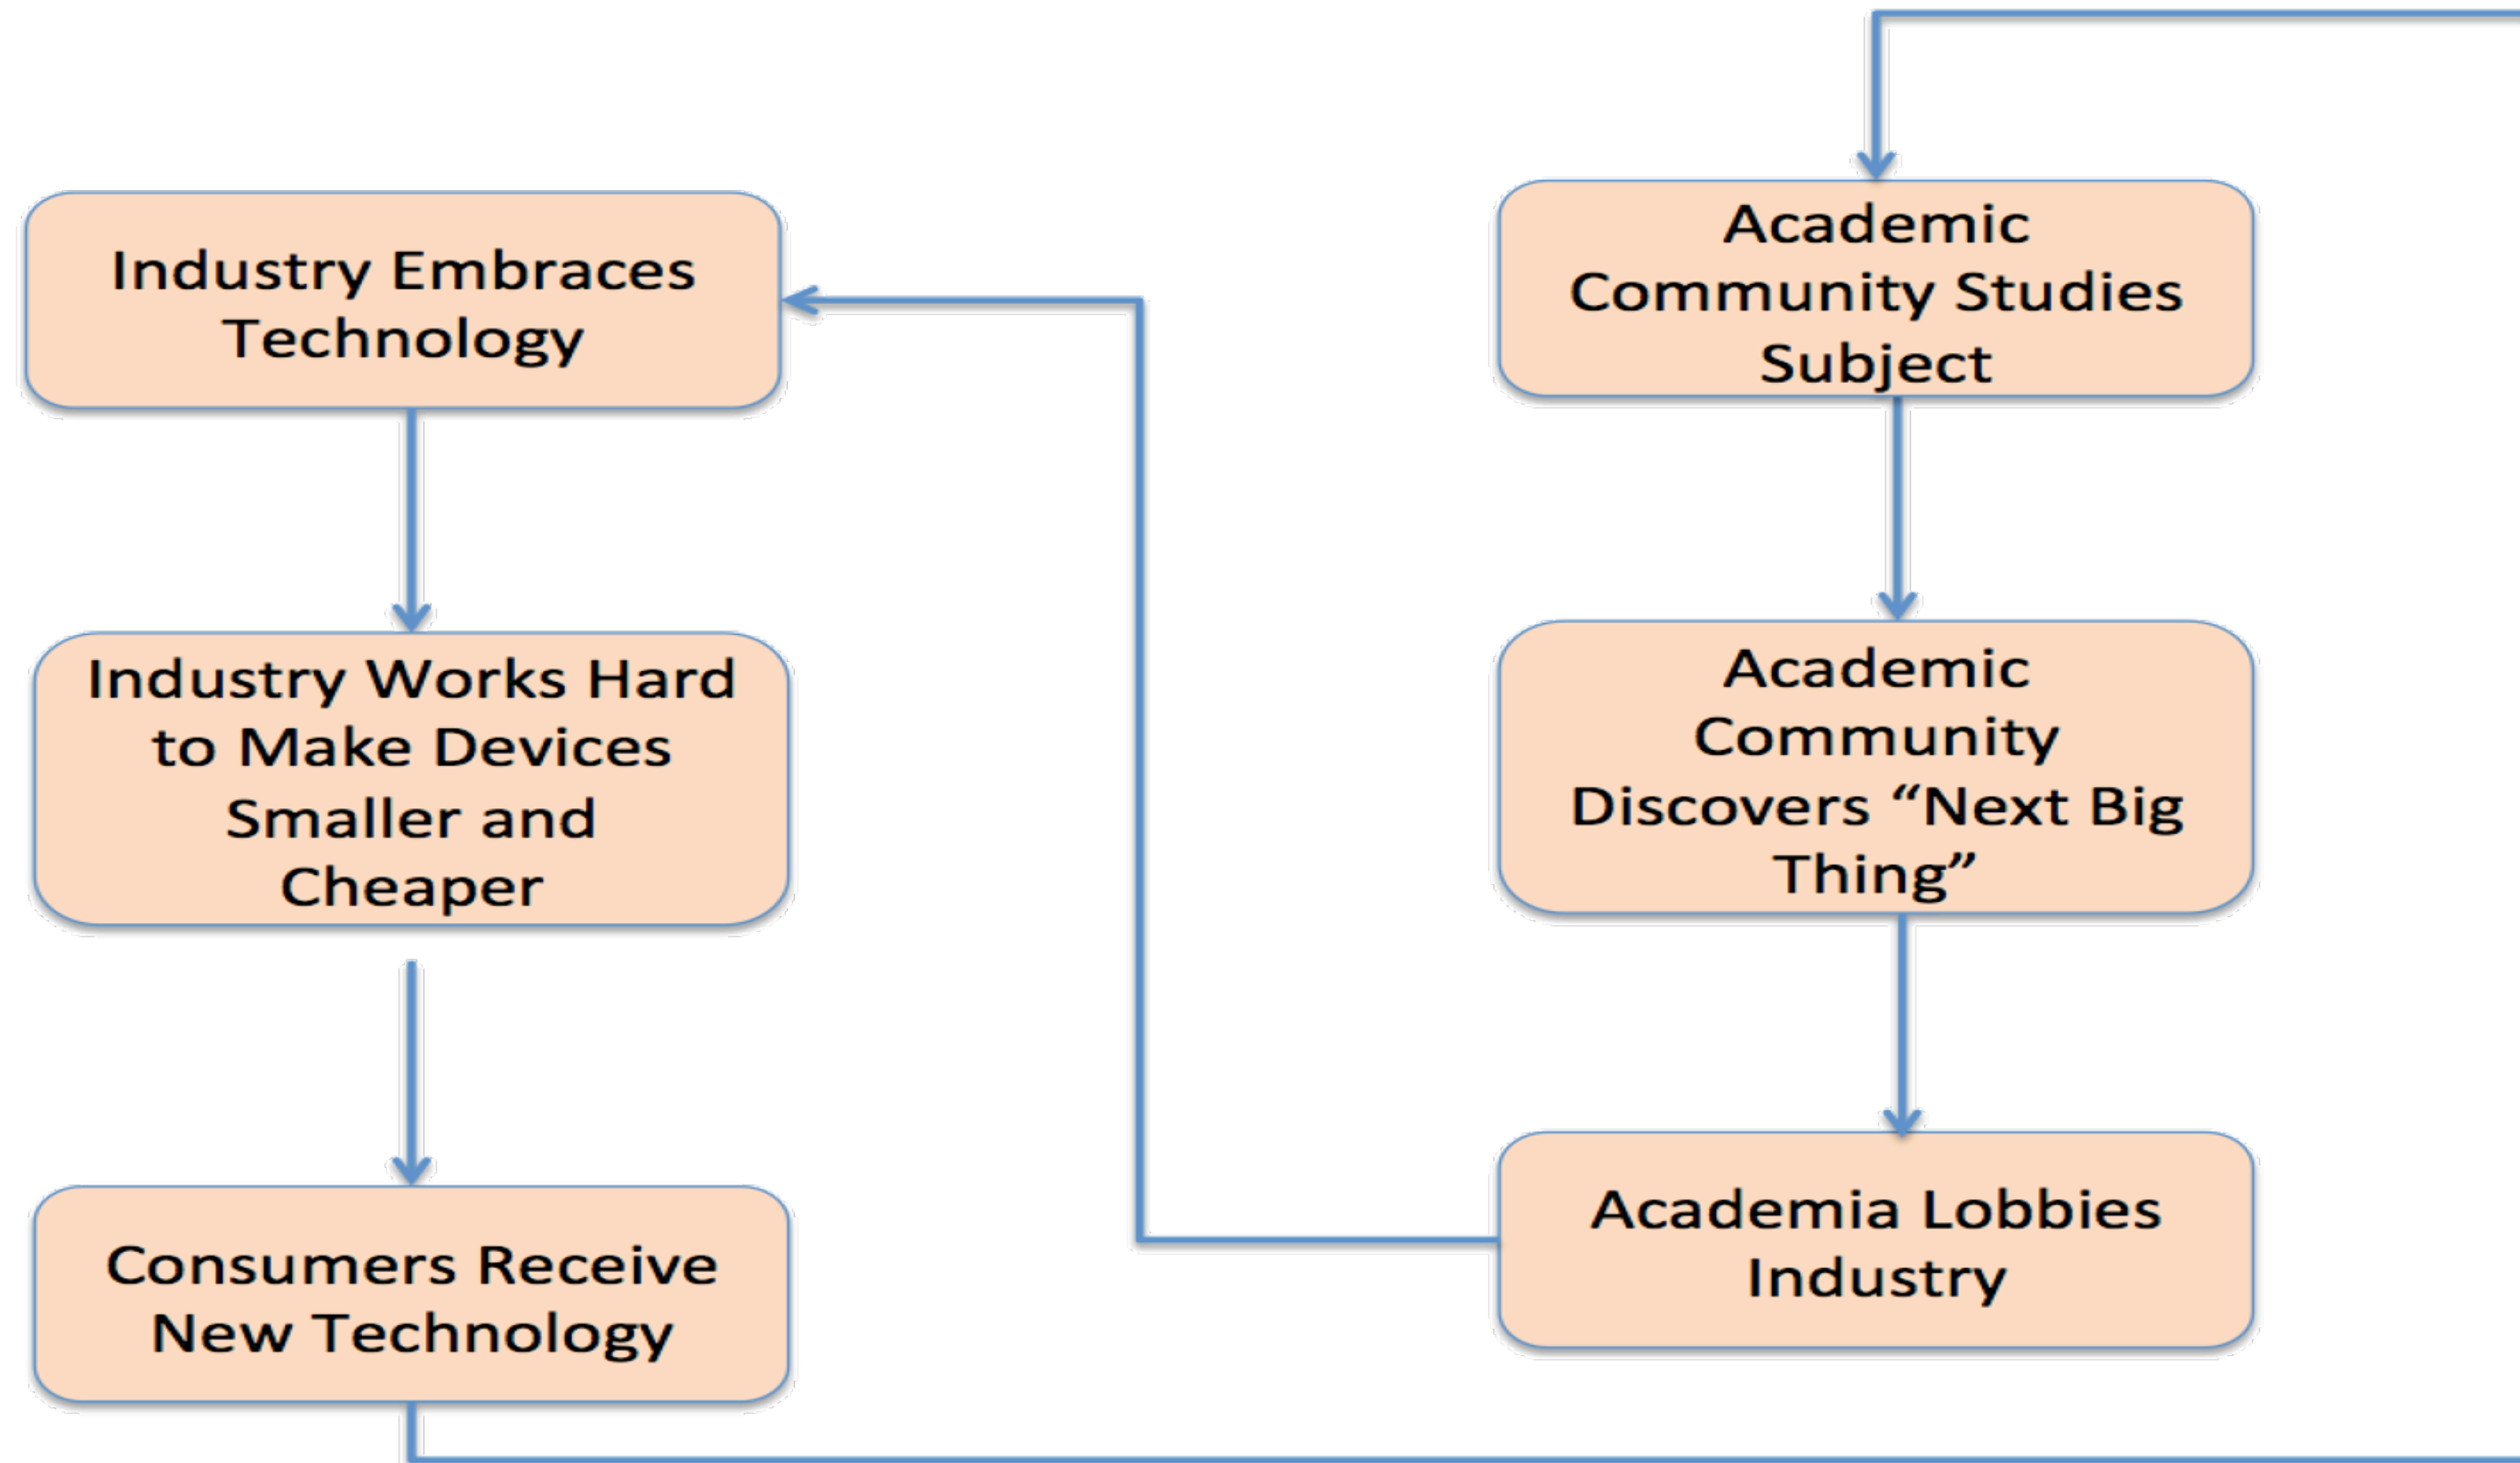 Industry Embraces
Technology
Industry Works Hard
to Make Devices
Smaller and
Cheaper
Consumers Receive
New Technology
Academic
Community Studies
Subject
Academic
Community
Discovers “Next Big
Thing”
Academia Lobbies
Industry